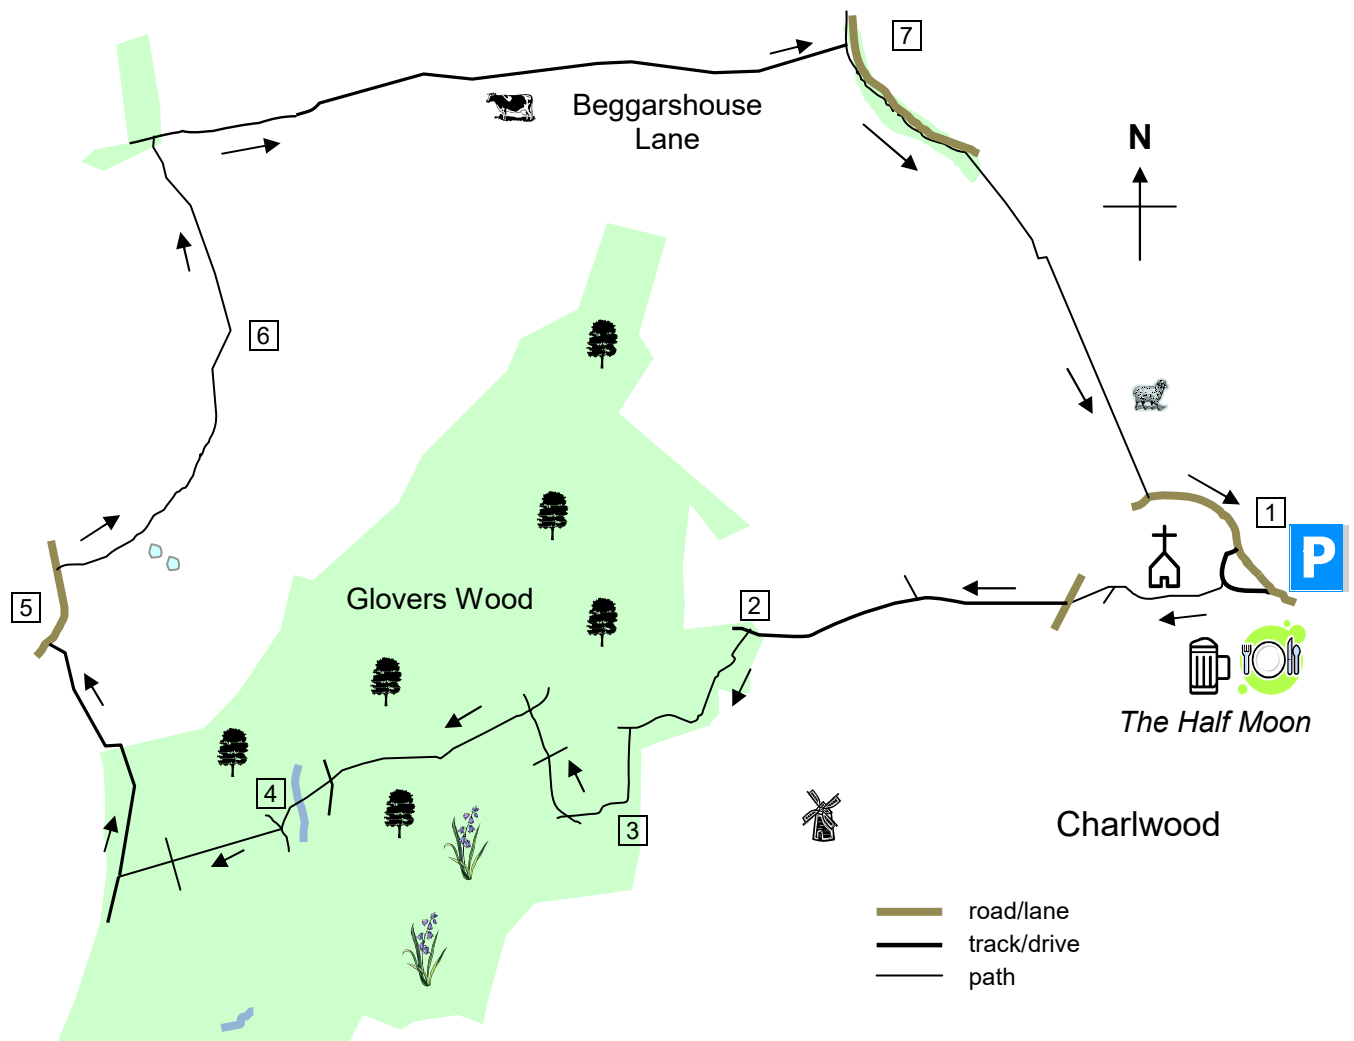 7
Beggarshouse
Lane
N
6
1
P
5
Glovers Wood
2
The Half Moon
4
3
Charlwood
road/lane
track/drive
path